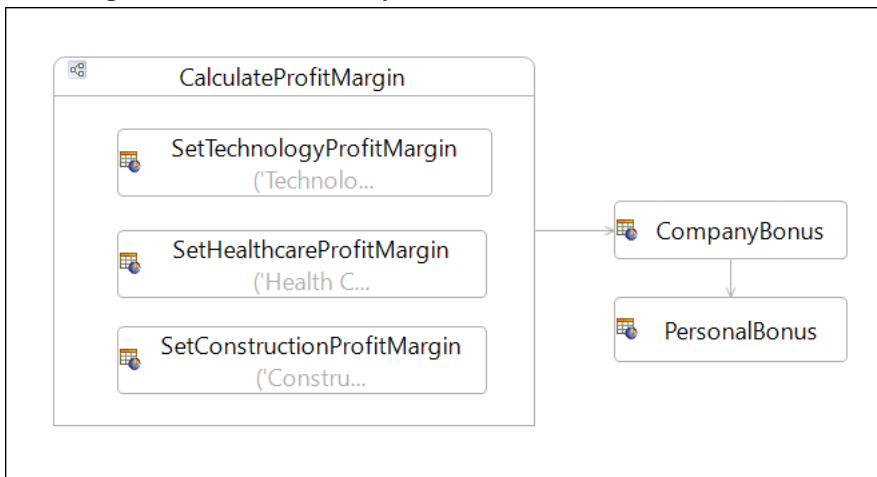 CalculateProfitMargin
SetTechnologyProfitMargin
('Technolo...
SetHealthcareProfitMargin
('Health C...
SetConstructionProfitMargin
('Constru...
CompanyBonus
PersonalBonus